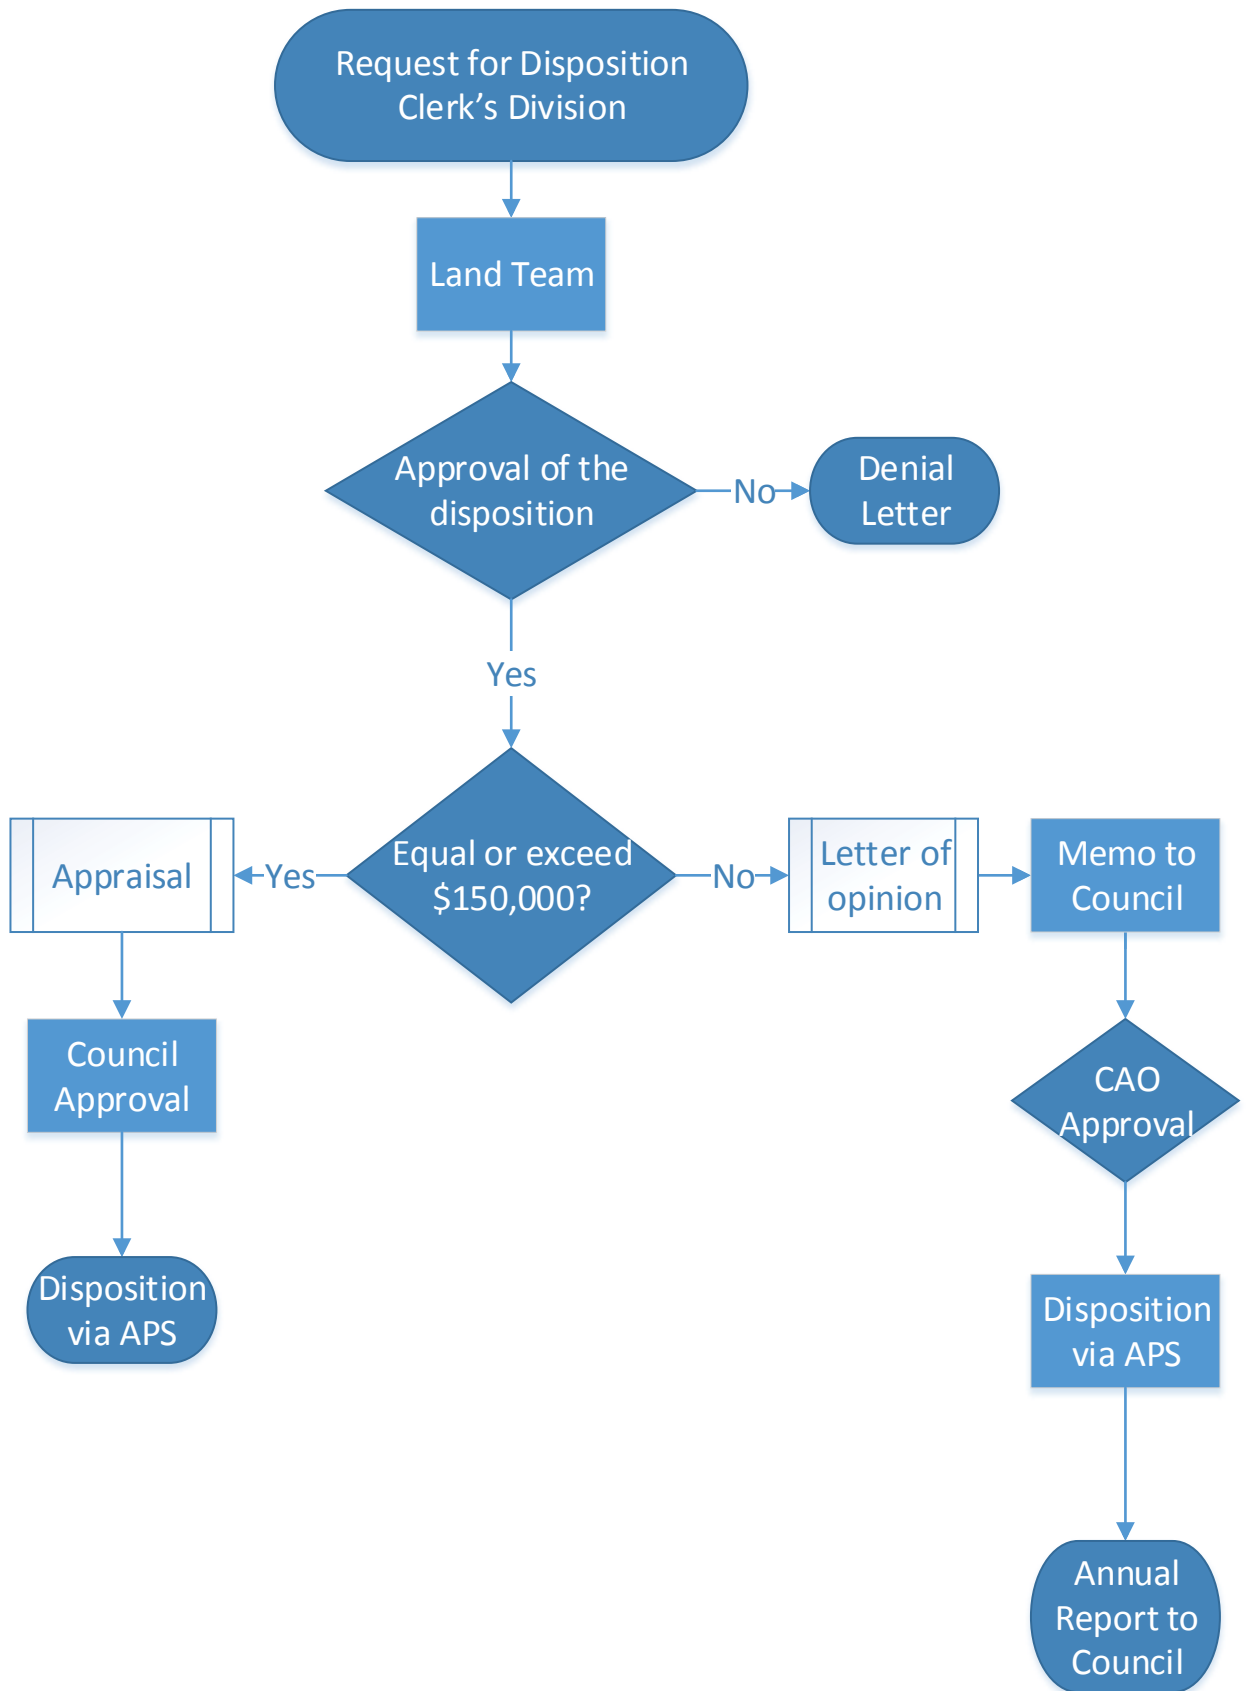 Request for Disposition
Clerk's Division
Land Team
Approval of the
disposition
No
Denial
Letter
Yes
Appraisal
Yes
Equal or exceed
$150,000?
No
Letter of
opinion
Memo to
Council
Council
Approval
CAO
Approval
Disposition
via APS
Disposition
via APS
Annual
Report to
Council